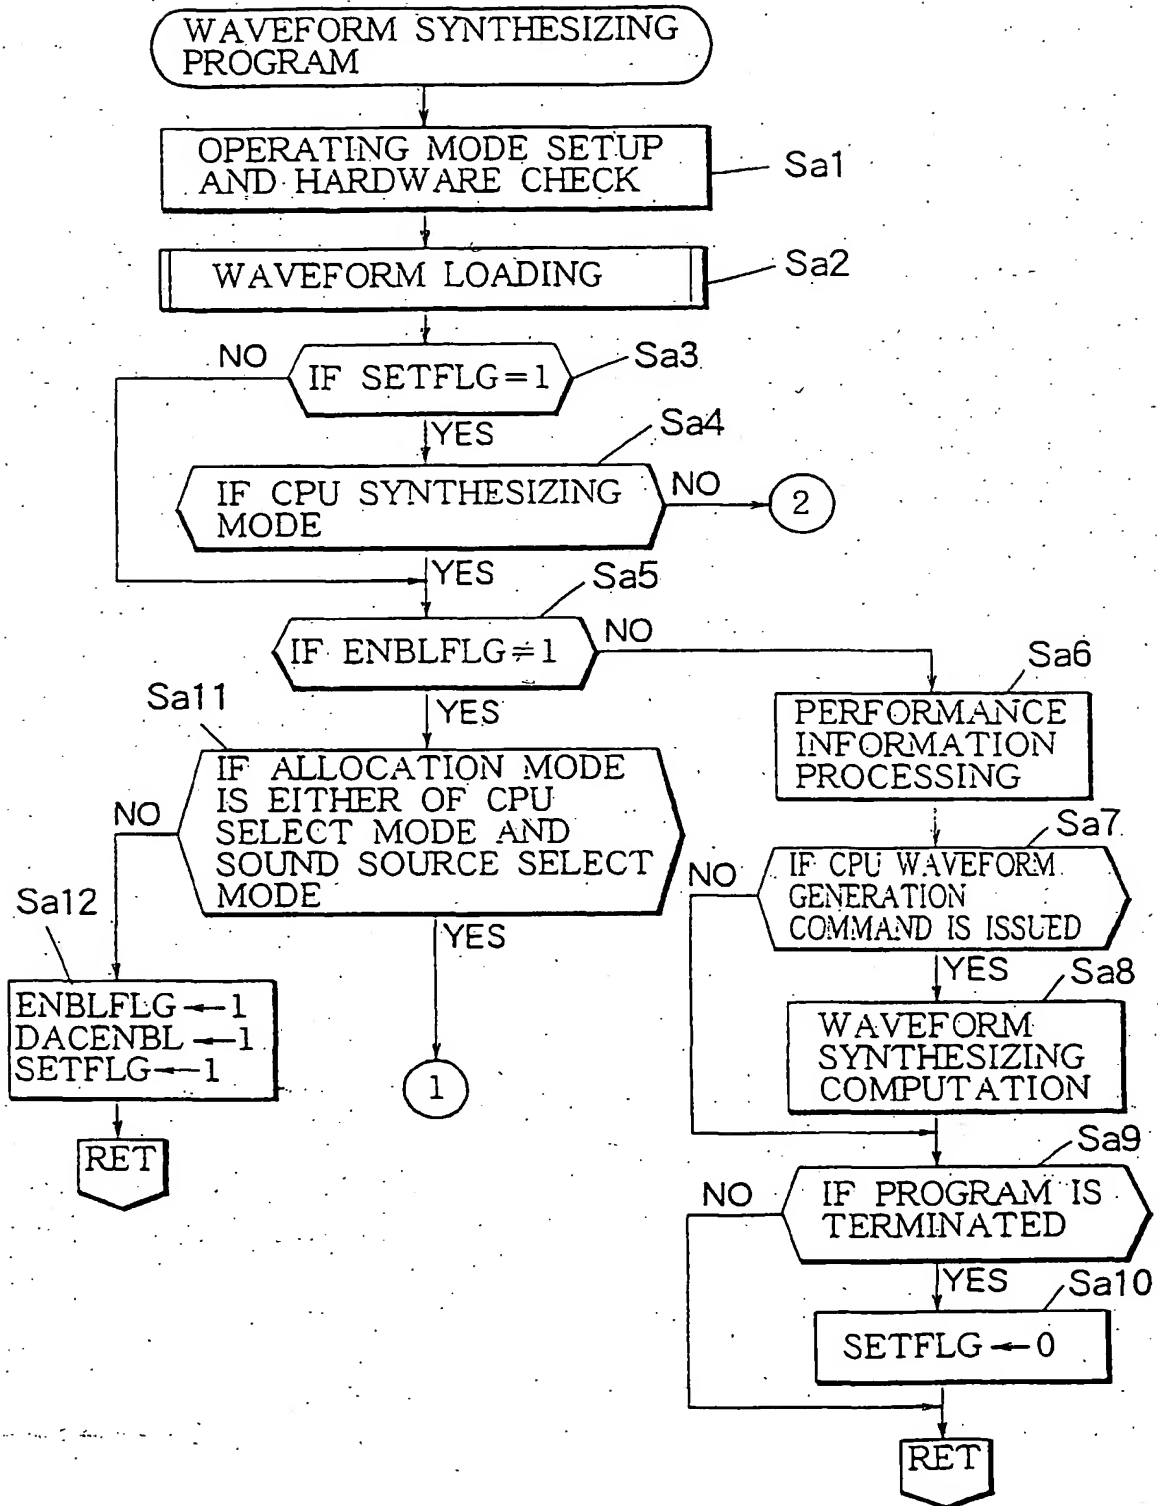 WAVEFORM SYNTHESIZING
PROGRAM
OPERATING MODE SETUP
AND HARDWARE CHECK
Sa1
WAVEFORM LOADING
Sa2
NO
IF SETFLG=1
Sa3
YES
Sa4
IF CPU SYNTHESIZING
MODE
NO
2
YES
Sa5
IF ENBLFLG≠1
NO
YES
Sa6
PERFORMANCE
INFORMATION
PROCESSING
Sa11
IF ALLOCATION MODE
IS EITHER OF CPU
SELECT MODE AND
SOUND SOURCE SELECT
MODE
NO
YES
Sa7
IF CPU WAVEFORM
GENERATION
COMMAND IS ISSUED
NO
YES
Sa8
WAVEFORM
SYNTHESIZING
COMPUTATION
Sa12
ENBLFLG←1
DACENBL←1
SETFLG←1
RET
1
Sa9
IF PROGRAM IS
TERMINATED
NO
YES
Sa10
SETFLG←0
RET